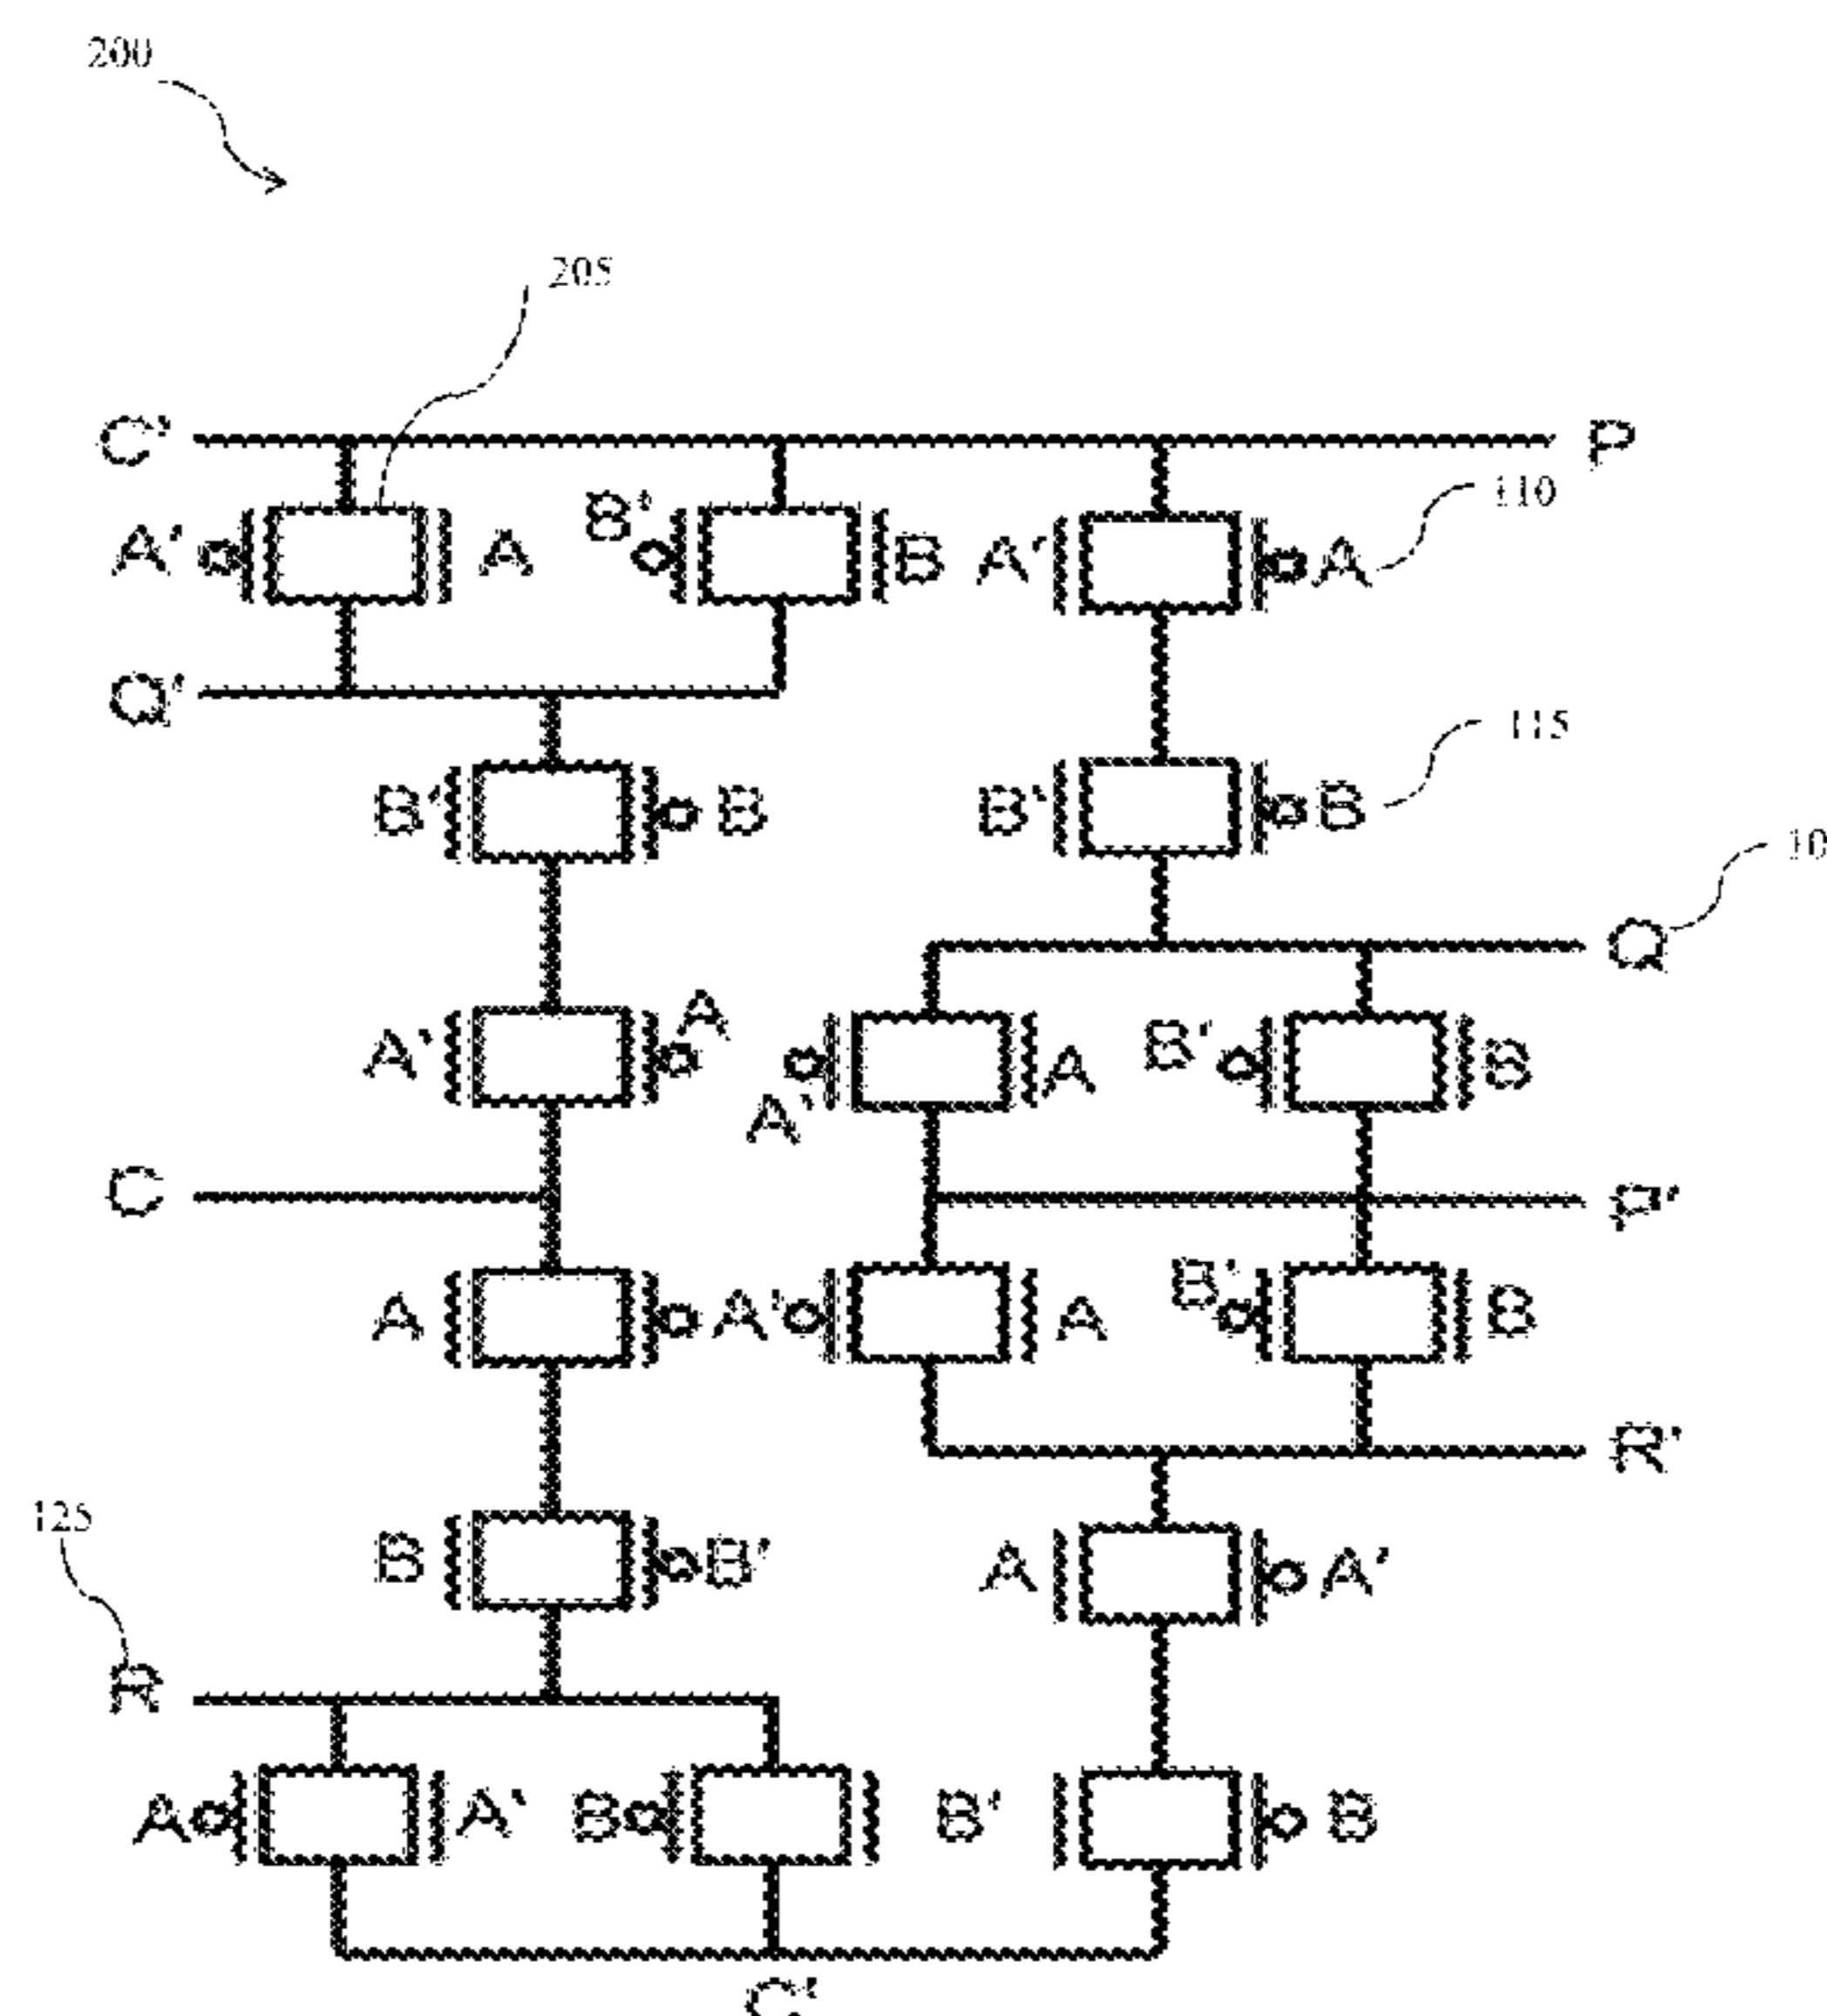 200
205
C' P
110
A' A B' B A' A
Q'
115
B' B B' B
10
Q
A' A A' A B' B
C P'
A A' A B' B
R'
125
B B' A A'
R
A A' B B' B
C'